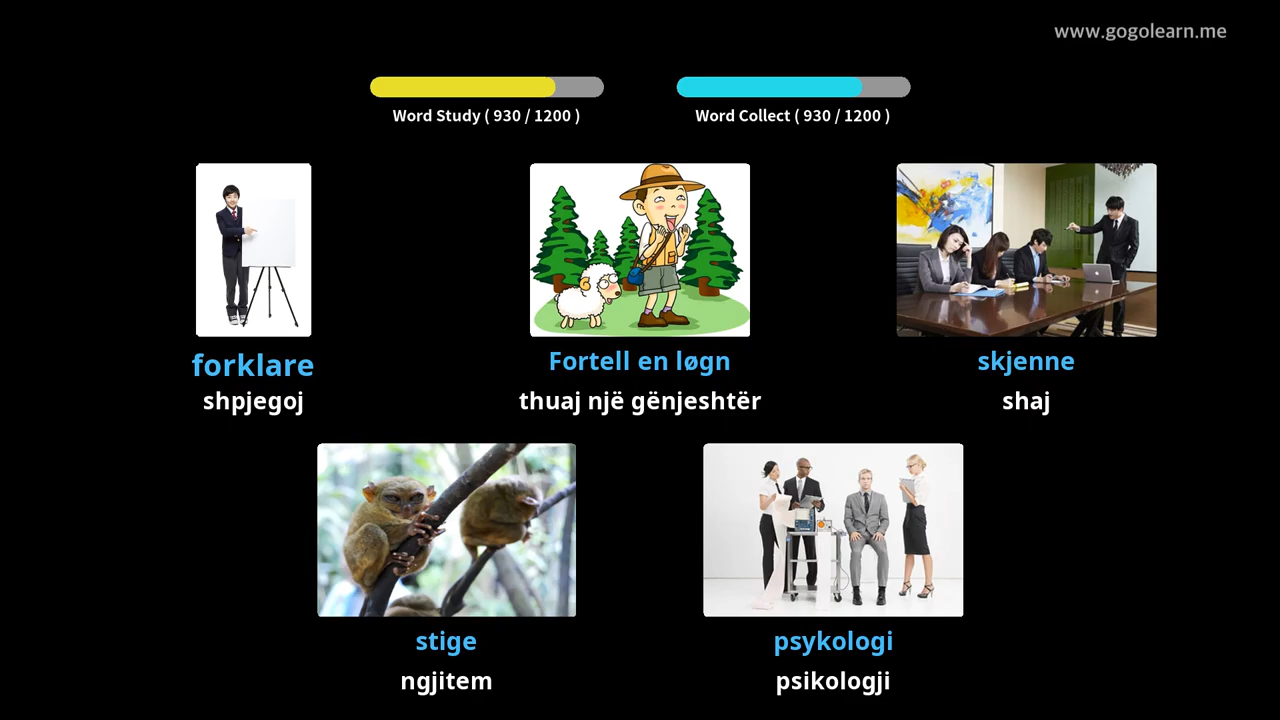 www.gogolearn.me
Word Study ( 930 / 1200 )
Word Collect ( 930 / 1200 )
forklare
shpjegoj
Fortell en løgn
thuaj një gënjeshtër
skjenne
shaj
stige
ngjitem
psykologi
psikologji